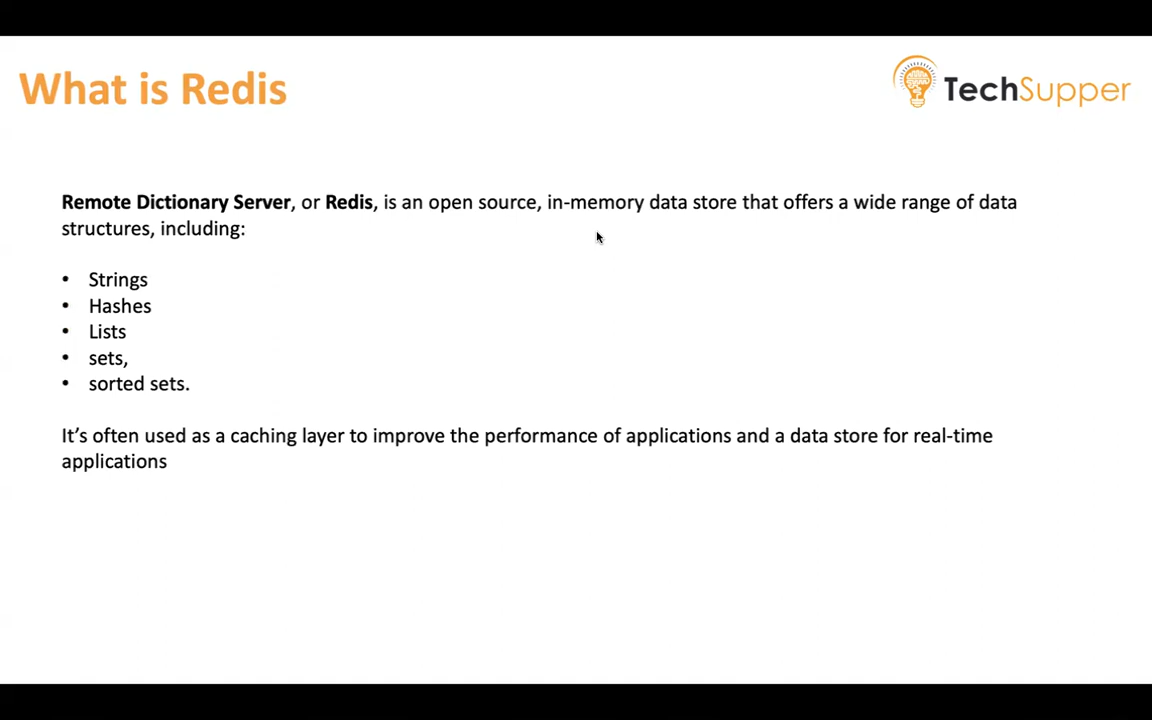 What is Redis
TechSupper
Remote Dictionary Server, or Redis, is an open source, in-memory data store that offers a wide range of data
structures, including:
• Strings
• Hashes
• Lists
• sets,
• sorted sets.
It’s often used as a caching layer to improve the performance of applications and a data store for real-time
applications